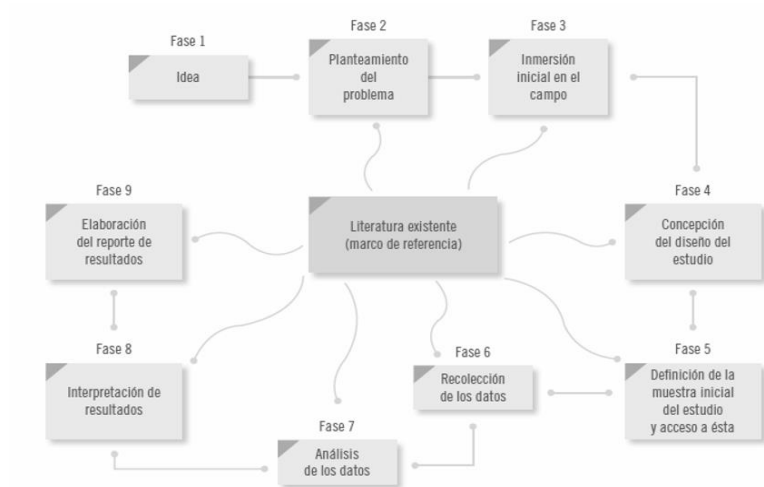 Fase 1
Idea
Fase 2
Planteamiento
del
problema
Fase 3
Inmersión
inicial en el
campo
Fase 4
Concepción
del diseño del
estudio
Literatura existente
(marco de referencia)
Fase 9
Elaboración
del reporte de
resultados
Fase 5
Definición de la
muestra inicial
del estudio
y acceso a ésta
Fase 6
Recolección
de los datos
Fase 7
Análisis
de los datos
Fase 8
Interpretación de
resultados